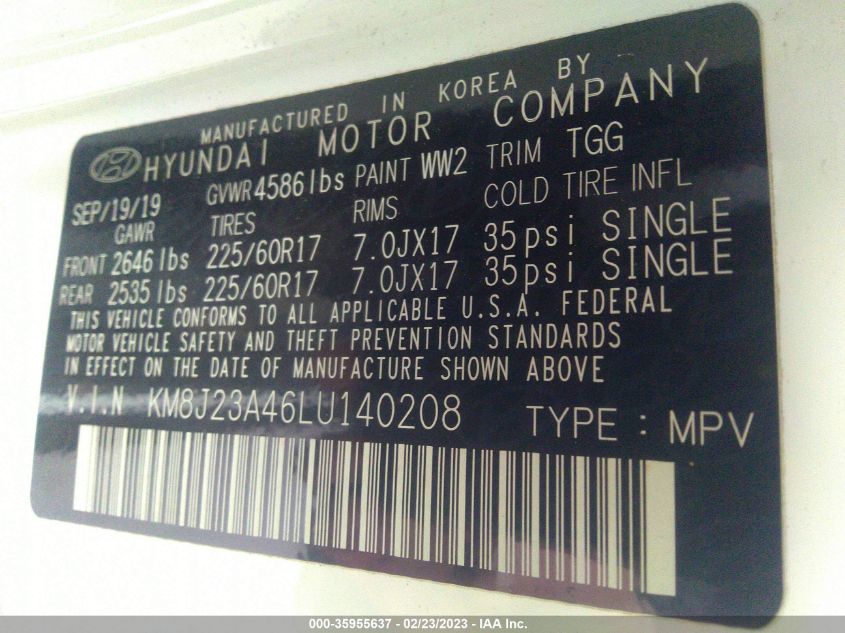 MANUFACTURED IN KOREA BY
HYUNDAI MOTOR COMPANY
SEP/19/19 GVWR 4586 lbs PAINT WW2 TRIM TGG
GAWR TIRES RIMS COLD TIRE INFL
FRONT 2646 lbs 225/60R17 7.0JX17 35psi SINGLE
REAR 2535 lbs 225/60R17 7.0JX17 35psi SINGLE
THIS VEHICLE CONFORMS TO ALL APPLICABLE U.S.A. FEDERAL
MOTOR VEHICLE SAFETY AND THEFT PREVENTION STANDARDS
IN EFFECT ON THE DATE OF MANUFACTURE SHOWN ABOVE
V.I.N KM8J23A46LU140208 TYPE : MPV
000-35955637 - 02/23/2023 - IAA Inc.